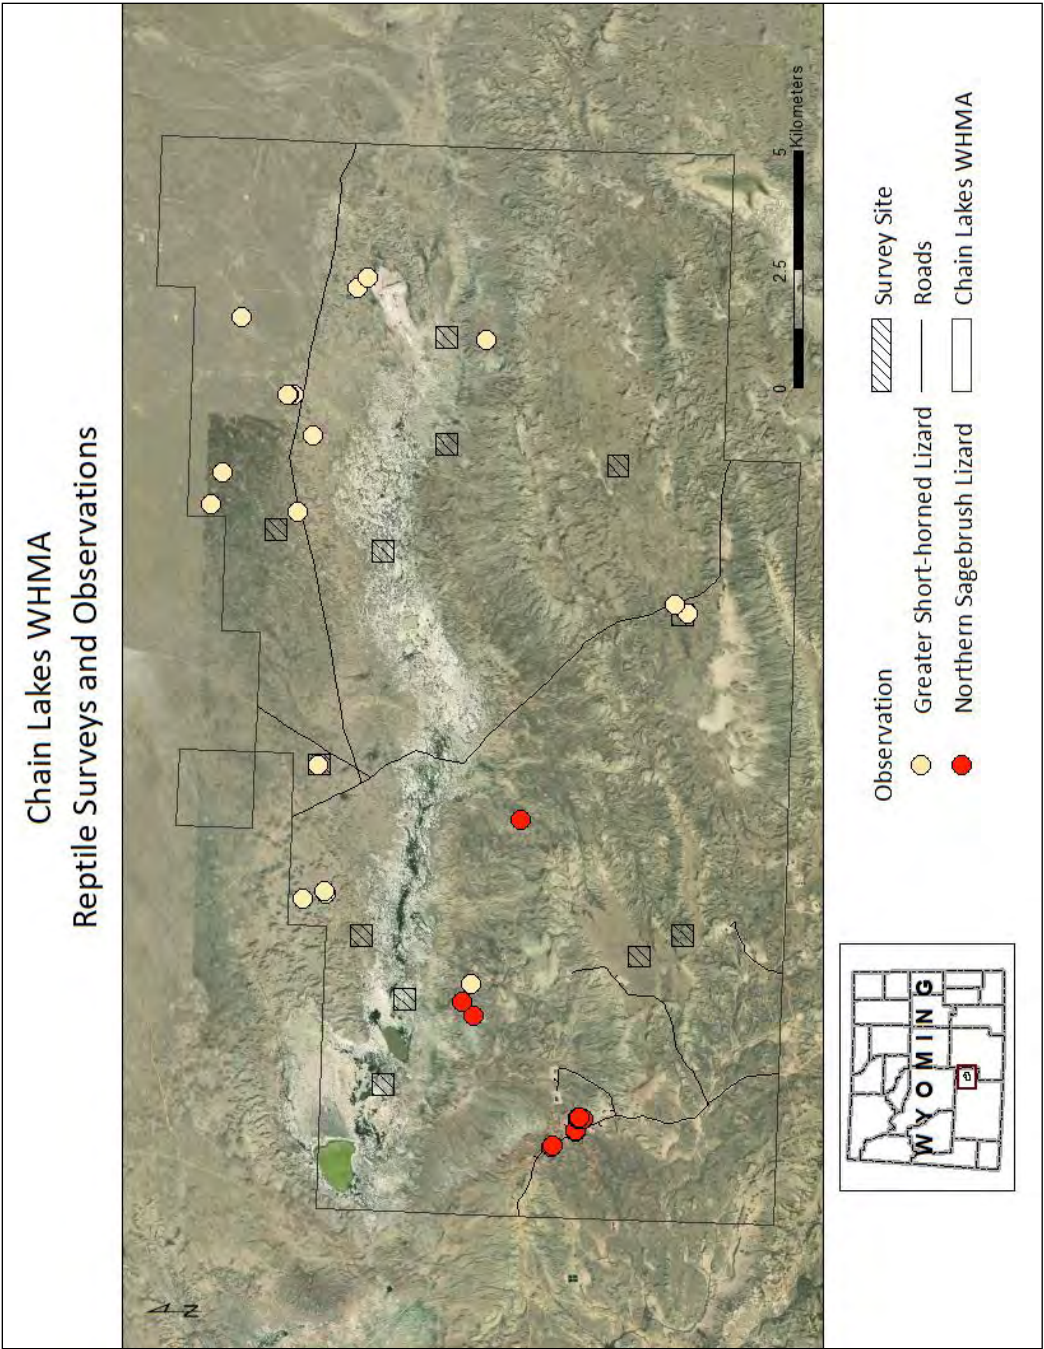 Chain Lakes WHMA
Reptile Surveys and Observations
N
0 2.5 5
Kilometers
WYOMING
Observation
Greater Short-horned Lizard
Northern Sagebrush Lizard
Survey Site
Roads
Chain Lakes WHMA